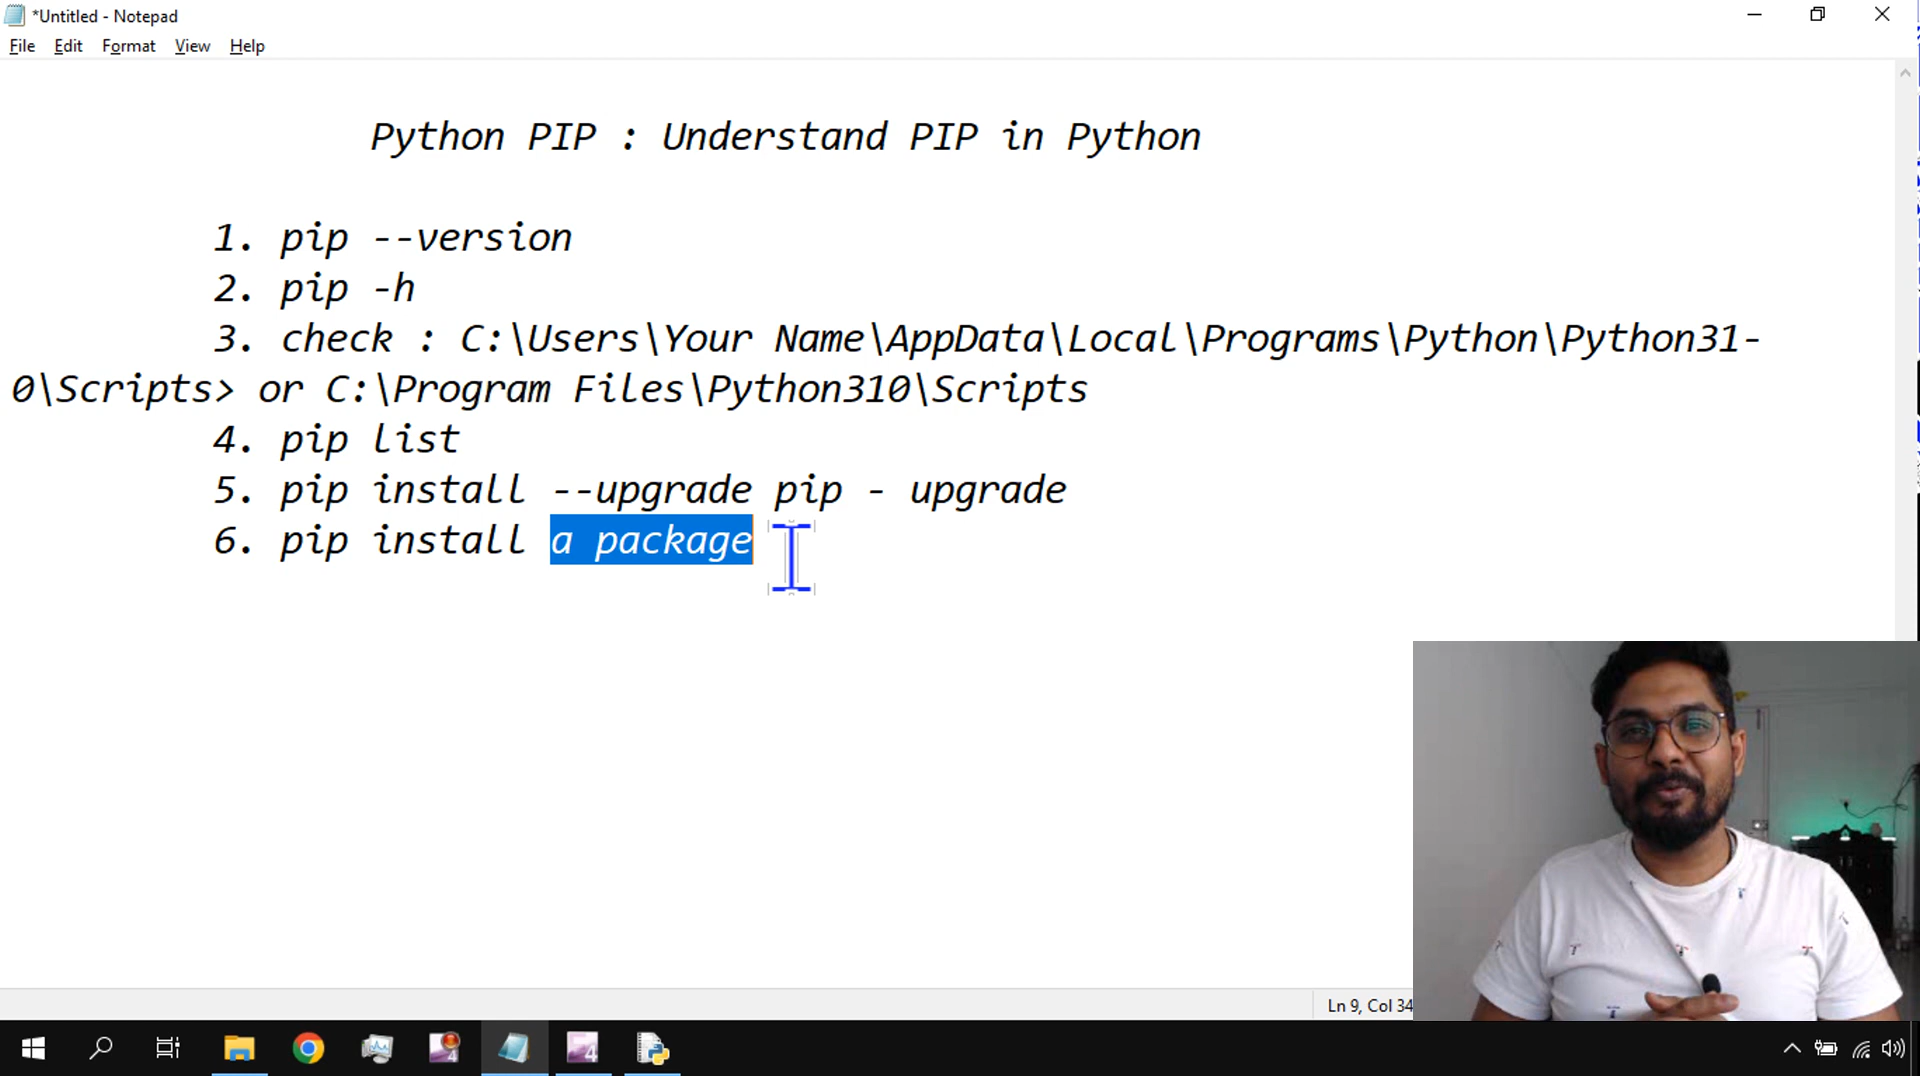 *Untitled - Notepad
File Edit Format View Help
Python PIP : Understand PIP in Python
1. pip --version
2. pip -h
3. check : C:\Users\Your Name\AppData\Local\Programs\Python\Python31-
0\Scripts> or C:\Program Files\Python310\Scripts
4. pip list
5. pip install --upgrade pip - upgrade
6. pip install a package
Ln 9, Col 34
4
4